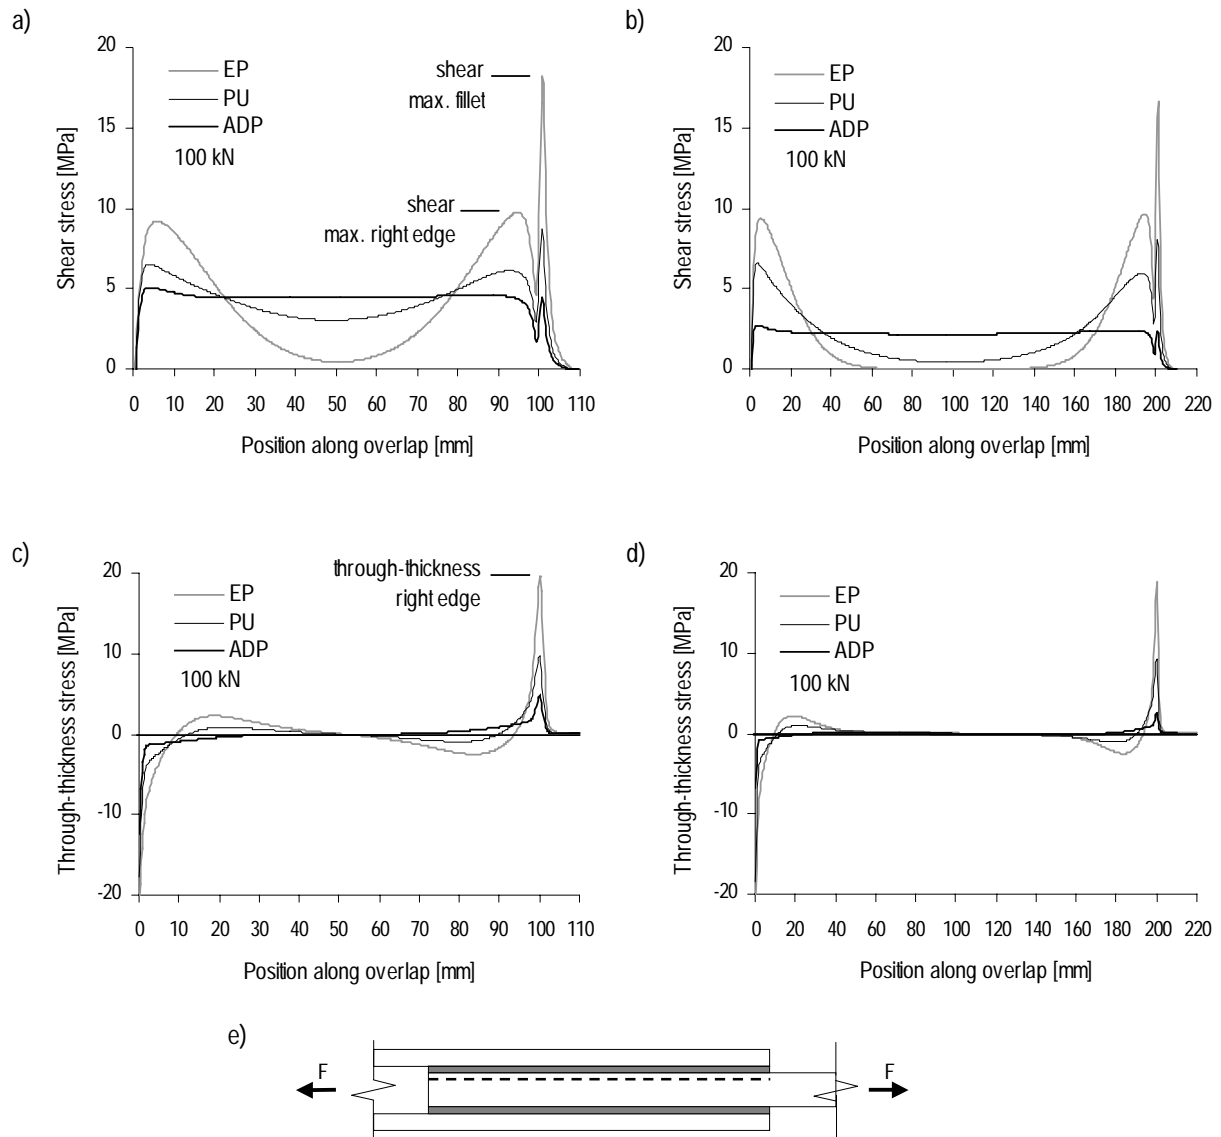 a)
20
15
10
5
0
Shear stress [MPa]
EP
PU
ADP
100 kN
shear
max. fillet
shear
max. right edge
0 10 20 30 40 50 60 70 80 90 100 110
Position along overlap [mm]
b)
20
15
10
5
0
Shear stress [MPa]
EP
PU
ADP
100 kN
0 20 40 60 80 100 120 140 160 180 200 220
Position along overlap [mm]
c)
20
10
0
-10
-20
Through-thickness stress [MPa]
EP
PU
ADP
100 kN
through-thickness
right edge
0 10 20 30 40 50 60 70 80 90 100 110
Position along overlap [mm]
d)
20
10
0
-10
-20
Through-thickness stress [MPa]
EP
PU
ADP
100 kN
0 20 40 60 80 100 120 140 160 180 200 220
Position along overlap [mm]
e)
F
F